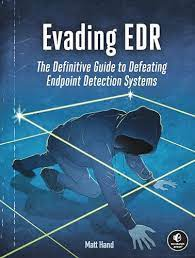 Evading EDR
The Definitive Guide to Defeating
Endpoint Detection Systems
Matt Hand